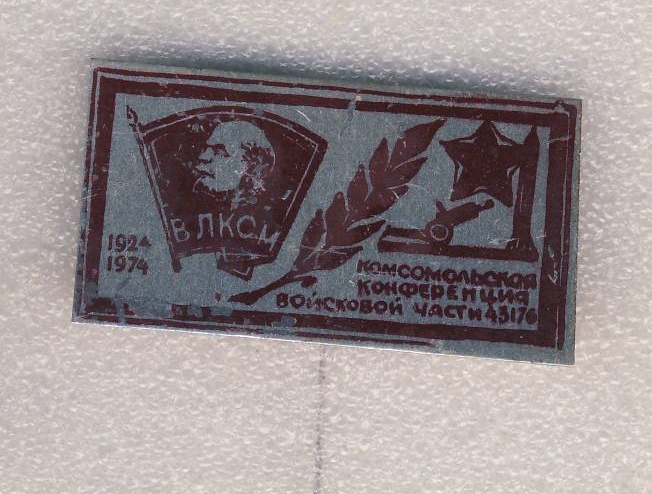 ВЛКСМ
1924
1974
КОМСОМОЛЬСКАЯ
КОНФЕРЕНЦИЯ
ВОЙСКОВОЙ ЧАСТИ 43176